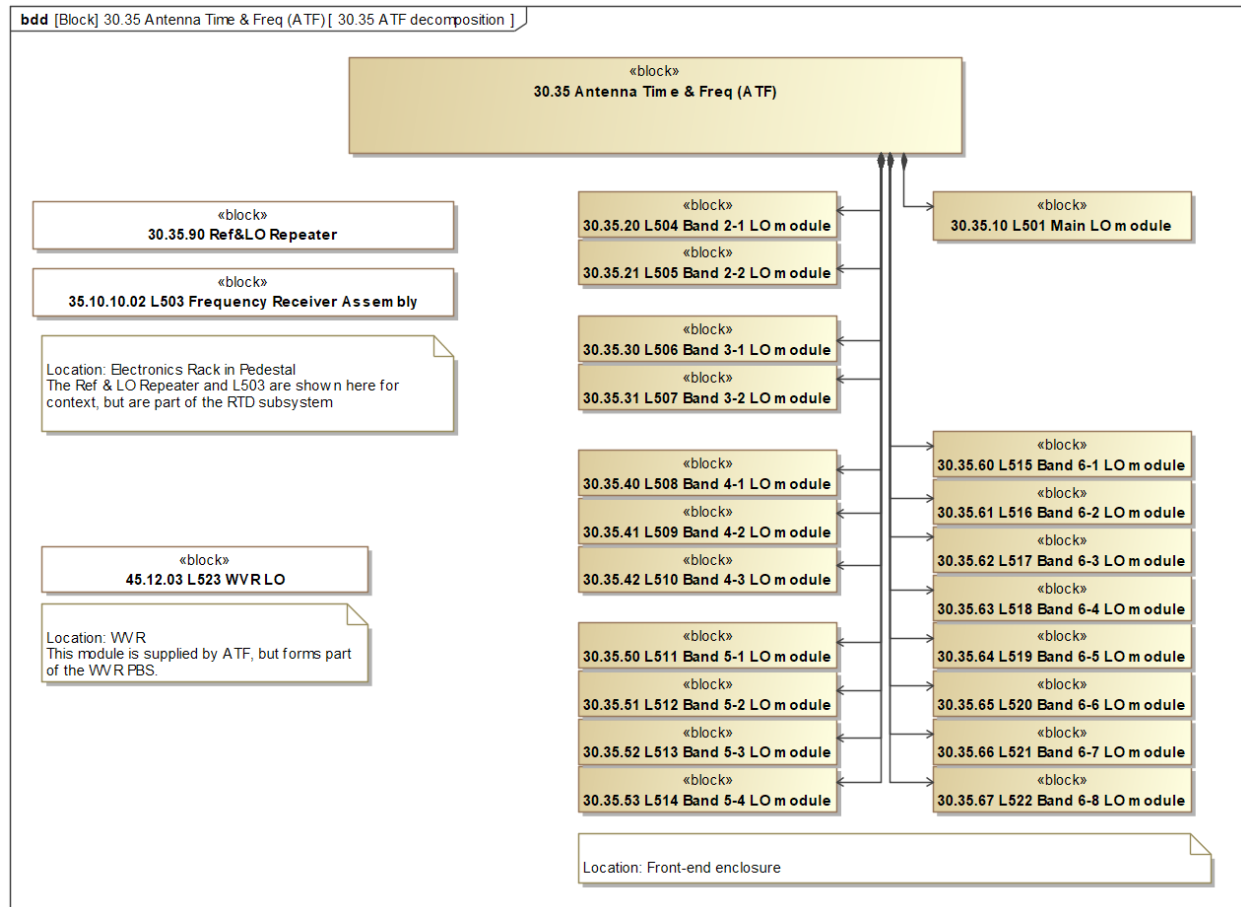 bdd [Block] 30.35 Antenna Time & Freq (ATF) [ 30.35 ATF decomposition ]
«block»
30.35 Antenna Time & Freq (ATF)
«block»
30.35.90 Ref&LO Repeater
«block»
35.10.10.02 L503 Frequency Receiver Assembly
Location: Electronics Rack in Pedestal
The Ref & LO Repeater and L503 are shown here for
context, but are part of the RTD subsystem
«block»
45.12.03 L523 WVR LO
Location: WVR
This module is supplied by ATF, but forms part
of the WVR PBS.
«block»
30.35.20 L504 Band 2-1 LO module
«block»
30.35.21 L505 Band 2-2 LO module
«block»
30.35.30 L506 Band 3-1 LO module
«block»
30.35.31 L507 Band 3-2 LO module
«block»
30.35.40 L508 Band 4-1 LO module
«block»
30.35.41 L509 Band 4-2 LO module
«block»
30.35.42 L510 Band 4-3 LO module
«block»
30.35.50 L511 Band 5-1 LO module
«block»
30.35.51 L512 Band 5-2 LO module
«block»
30.35.52 L513 Band 5-3 LO module
«block»
30.35.53 L514 Band 5-4 LO module
«block»
30.35.10 L501 Main LO module
«block»
30.35.60 L515 Band 6-1 LO module
«block»
30.35.61 L516 Band 6-2 LO module
«block»
30.35.62 L517 Band 6-3 LO module
«block»
30.35.63 L518 Band 6-4 LO module
«block»
30.35.64 L519 Band 6-5 LO module
«block»
30.35.65 L520 Band 6-6 LO module
«block»
30.35.66 L521 Band 6-7 LO module
«block»
30.35.67 L522 Band 6-8 LO module
Location: Front-end enclosure